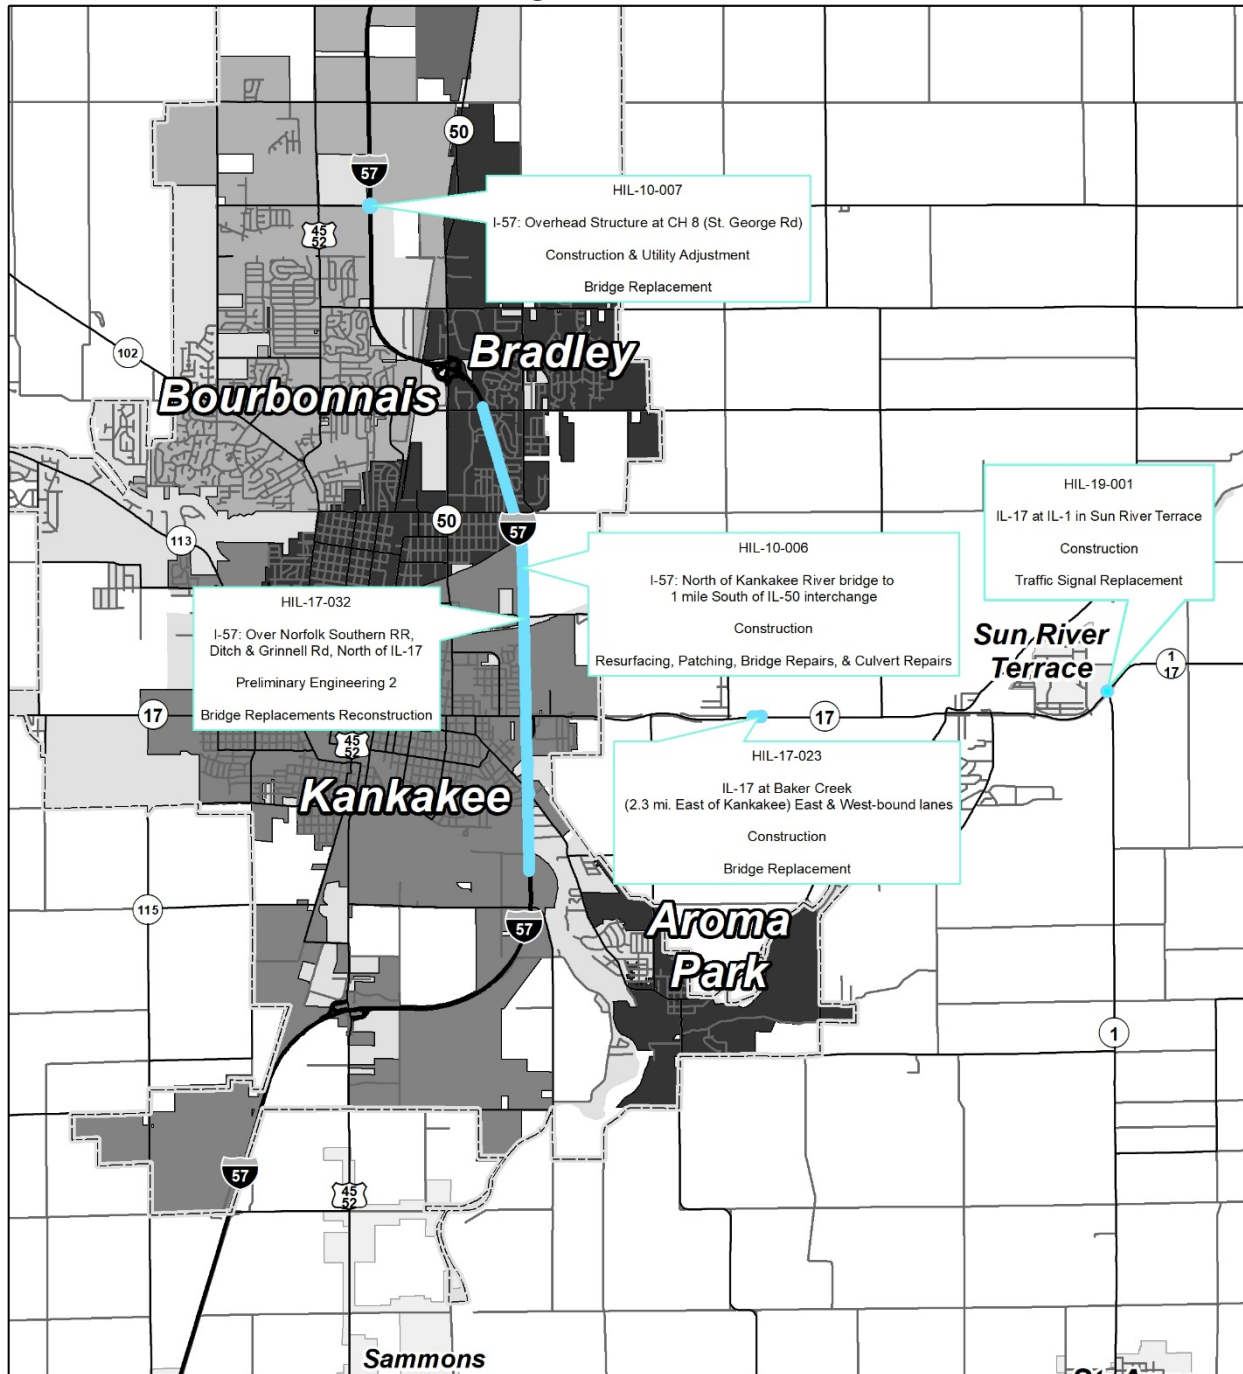 50
57
HIL-10-007
I-57: Overhead Structure at CH 8 (St. George Rd)
Construction & Utility Adjustment
Bridge Replacement
45
52
102
Bradley
Bourbonnais
HIL-19-001
IL-17 at IL-1 in Sun River Terrace
Construction
Traffic Signal Replacement
50
57
113
HIL-10-006
I-57: North of Kankakee River bridge to
1 mile South of IL-50 interchange
Construction
Resurfacing, Patching, Bridge Repairs, & Culvert Repairs
HIL-17-032
I-57: Over Norfolk Southern RR,
Ditch & Grinnell Rd, North of IL-17
Preliminary Engineering 2
Bridge Replacements Reconstruction
Sun River
Terrace
1
17
17
45
52
17
HIL-17-023
IL-17 at Baker Creek
(2.3 mi. East of Kankakee) East & West-bound lanes
Construction
Bridge Replacement
Kankakee
115
57
Aroma
Park
1
57
45
52
Sammons